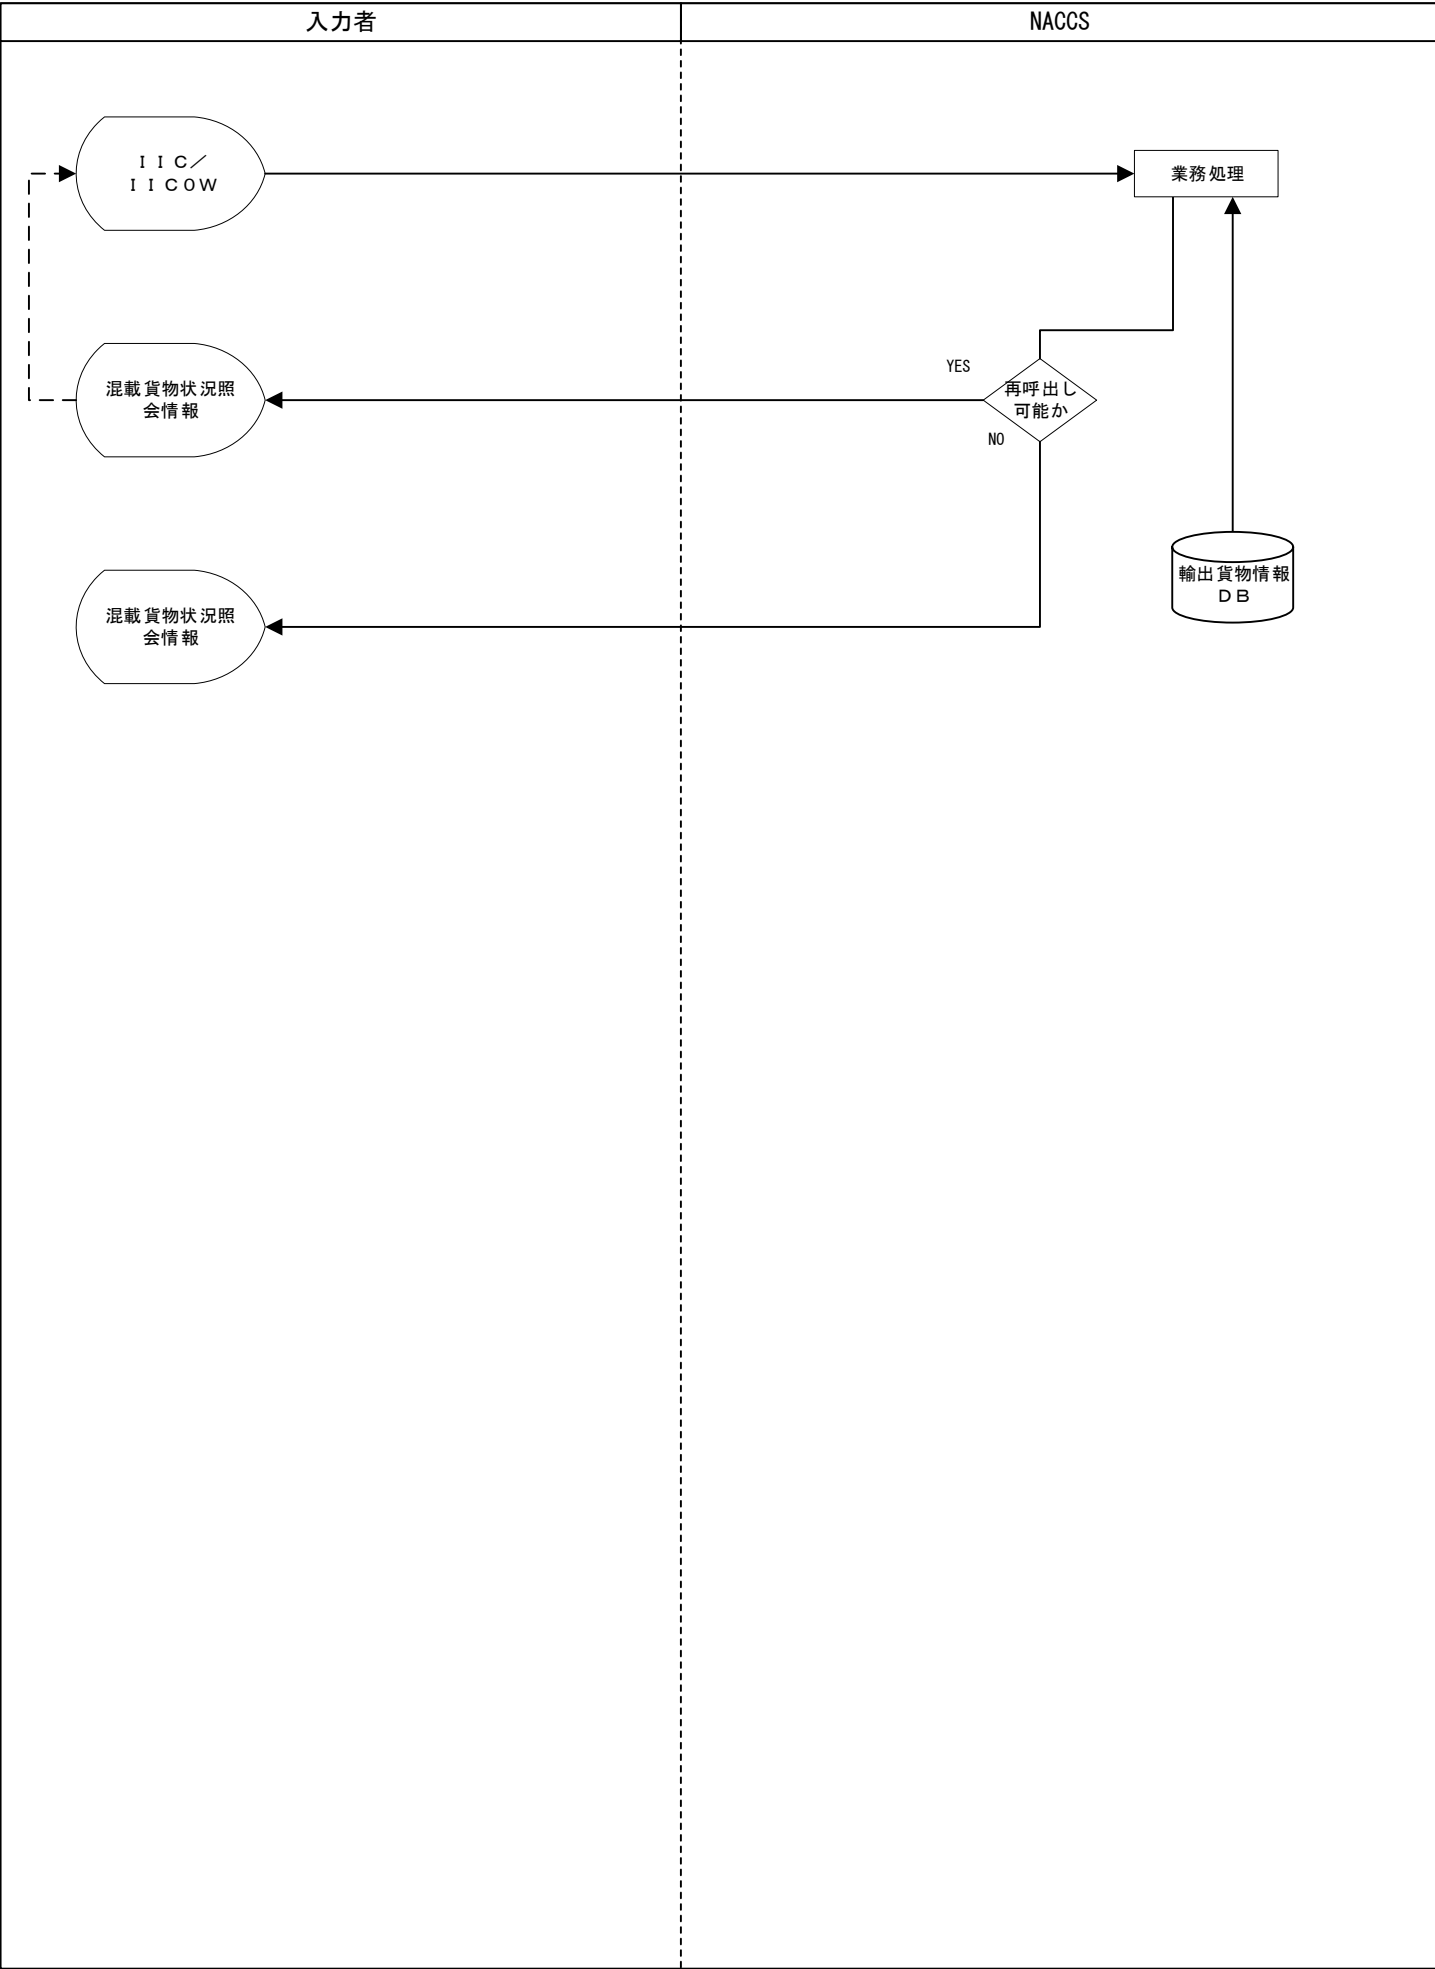 入力者
NACCS
ＩＩＣ／
ＩＩＣ０Ｗ
業務処理
YES
再呼出し
可能か
混載貨物状況照
会情報
NO
輸出貨物情報
ＤＢ
混載貨物状況照
会情報